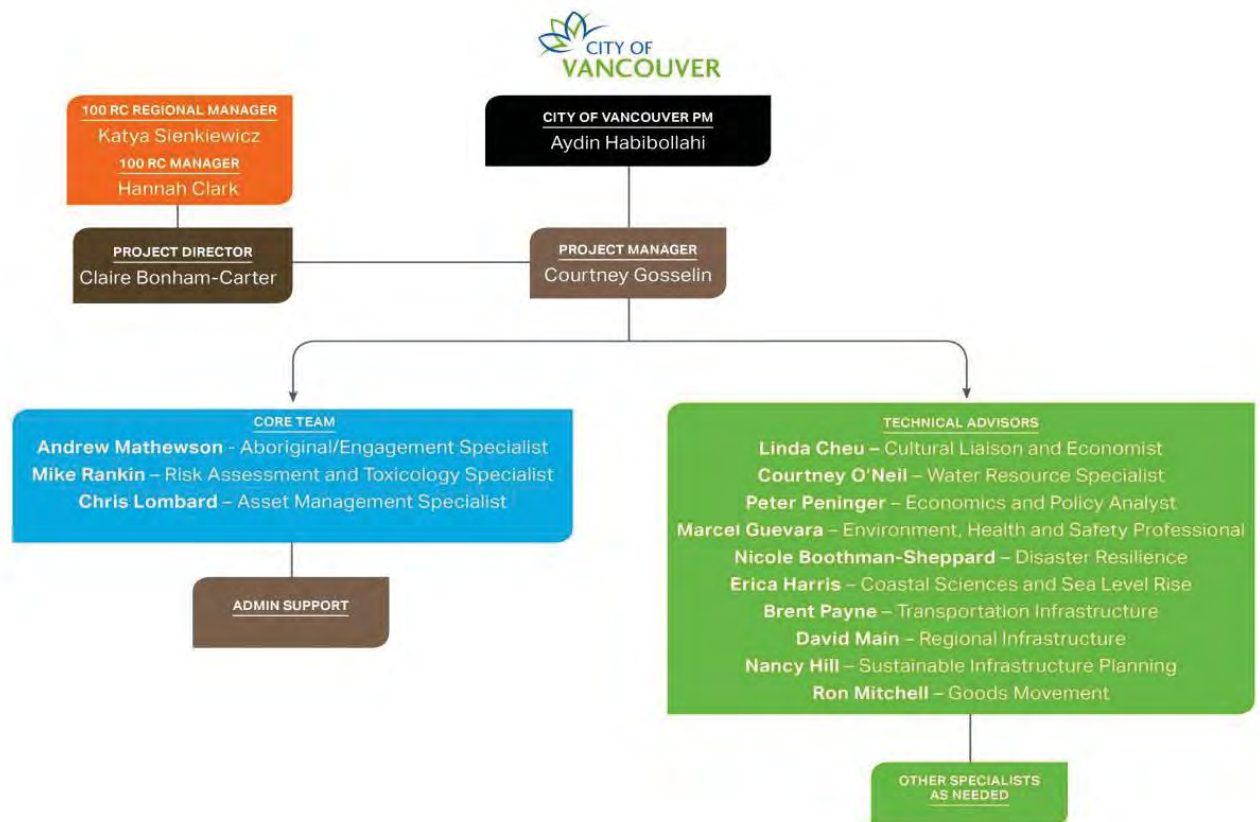 CITY OF
VANCOUVER
100 RC REGIONAL MANAGER
Katya Sienkiewicz
100 RC MANAGER
Hannah Clark
CITY OF VANCOUVER PM
Aydin Habibollahi
PROJECT DIRECTOR
Claire Bonham-Carter
PROJECT MANAGER
Courtney Gosselin
CORE TEAM
Andrew Mathewson - Aboriginal/Engagement Specialist
Mike Rankin – Risk Assessment and Toxicology Specialist
Chris Lombard – Asset Management Specialist
ADMIN SUPPORT
TECHNICAL ADVISORS
Linda Cheu – Cultural Liaison and Economist
Courtney O'Neil – Water Resource Specialist
Peter Peninger – Economics and Policy Analyst
Marcel Guevara – Environment, Health and Safety Professional
Nicole Boothman-Sheppard – Disaster Resilience
Erica Harris – Coastal Sciences and Sea Level Rise
Brent Payne – Transportation Infrastructure
David Main – Regional Infrastructure
Nancy Hill – Sustainable Infrastructure Planning
Ron Mitchell – Goods Movement
OTHER SPECIALISTS
AS NEEDED